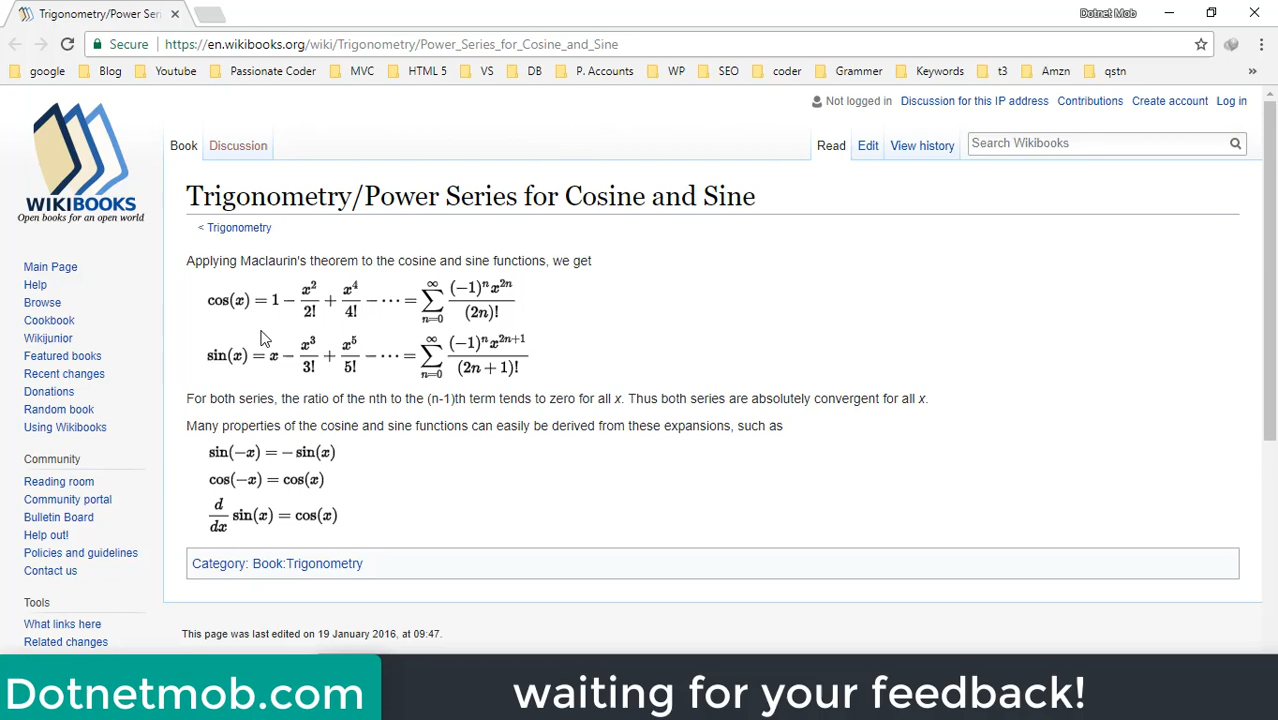 Trigonometry/Power Seri
Dotnet Mob
Secure https://en.wikibooks.org/wiki/Trigonometry/Power_Series_for_Cosine_and_Sine
google Blog Youtube Passionate Coder MVC HTML 5 VS DB P. Accounts WP SEO coder Grammer Keywords t3 Amzn qstn
Not logged in Discussion for this IP address Contributions Create account Log in
Book Discussion Read Edit View history Search Wikibooks
WIKIBOOKS
Open books for an open world
Trigonometry/Power Series for Cosine and Sine
< Trigonometry
Applying Maclaurin's theorem to the cosine and sine functions, we get
cos(x) = 1 − x²/2! + x⁴/4! − ⋯ = ∑_{n=0}^{∞} (−1)ⁿx²ⁿ/(2n)!
sin(x) = x − x³/3! + x⁵/5! − ⋯ = ∑_{n=0}^{∞} (−1)ⁿx²ⁿ⁺¹/(2n + 1)!
For both series, the ratio of the nth to the (n-1)th term tends to zero for all x. Thus both series are absolutely convergent for all x.
Many properties of the cosine and sine functions can easily be derived from these expansions, such as
sin(−x) = − sin(x)
cos(−x) = cos(x)
d/dx sin(x) = cos(x)
Category: Book:Trigonometry
This page was last edited on 19 January 2016, at 09:47.
Main Page
Help
Browse
Cookbook
Wikijunior
Featured books
Recent changes
Donations
Random book
Using Wikibooks
Community
Reading room
Community portal
Bulletin Board
Help out!
Policies and guidelines
Contact us
Tools
What links here
Related changes
Dotnetmob.com
waiting for your feedback!